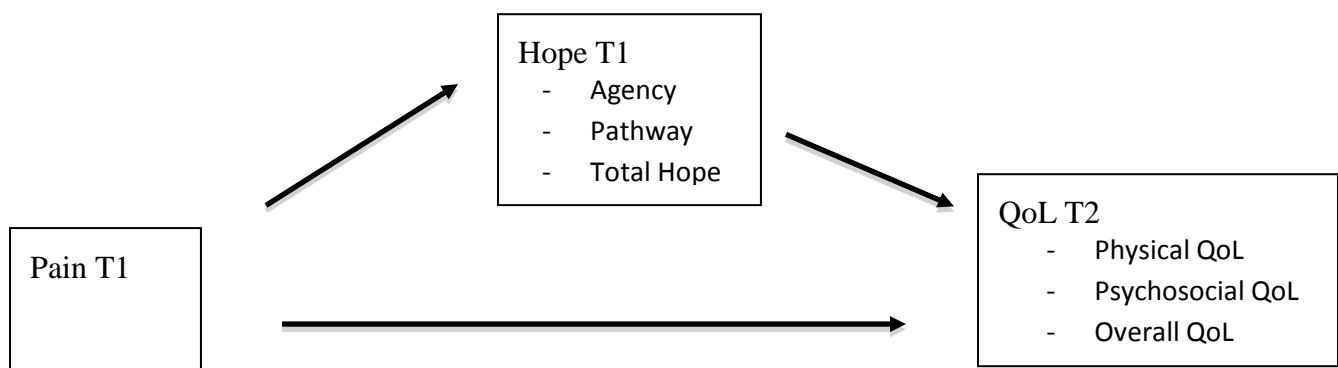 Hope T1
- Agency
- Pathway
- Total Hope
Pain T1
QoL T2
- Physical QoL
- Psychosocial QoL
- Overall QoL